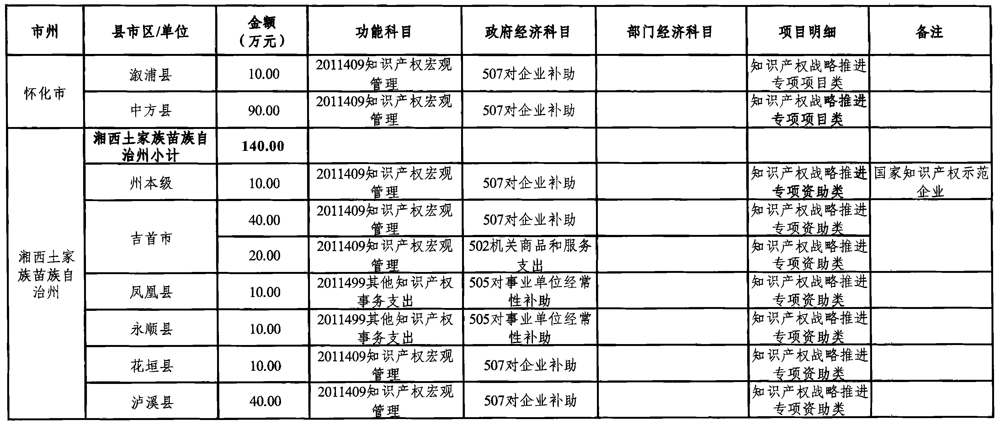 市州 县市区/单位 金额（万元） 功能科目 政府经济科目 部门经济科目 项目明细 备注
怀化市 溆浦县 10.00 2011409知识产权宏观管理 507对企业补助 知识产权战略推进专项项目类
中方县 90.00 2011409知识产权宏观管理 507对企业补助 知识产权战略推进专项项目类
湘西土家族苗族自治州 湘西土家族苗族自治州小计 140.00
州本级 10.00 2011409知识产权宏观管理 507对企业补助 知识产权战略推进专项资助类 国家知识产权示范企业
吉首市 40.00 2011409知识产权宏观管理 507对企业补助 知识产权战略推进专项资助类
20.00 2011409知识产权宏观管理 502机关商品和服务支出 知识产权战略推进专项资助类
凤凰县 10.00 2011499其他知识产权事务支出 505对事业单位经常性补助 知识产权战略推进专项资助类
永顺县 10.00 2011499其他知识产权事务支出 505对事业单位经常性补助 知识产权战略推进专项资助类
花垣县 10.00 2011409知识产权宏观管理 507对企业补助 知识产权战略推进专项资助类
泸溪县 40.00 2011409知识产权宏观管理 507对企业补助 知识产权战略推进专项资助类